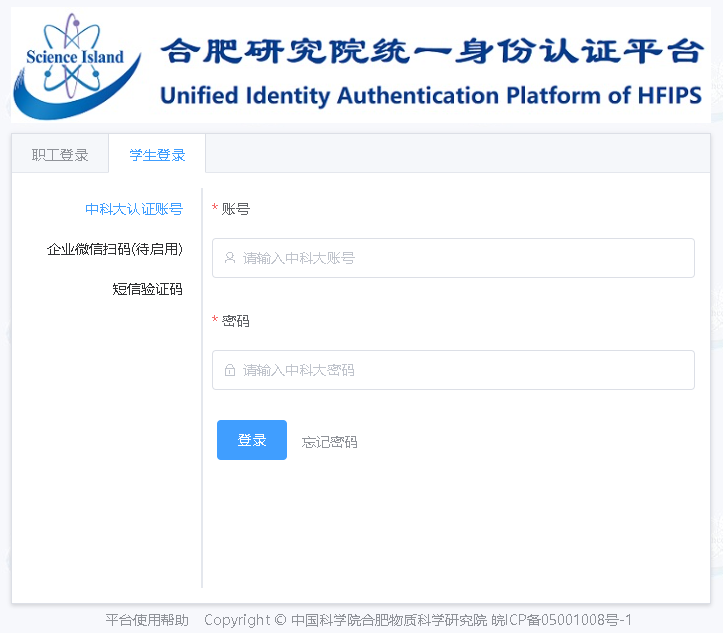 Science Island
合肥研究院统一身份认证平台
Unified Identity Authentication Platform of HFIPS
职工登录 学生登录
中科大认证账号
企业微信扫码(待启用)
短信验证码
* 账号
请输入中科大账号
* 密码
请输入中科大密码
登录 忘记密码
平台使用帮助 Copyright © 中国科学院合肥物质科学研究院 皖ICP备05001008号-1